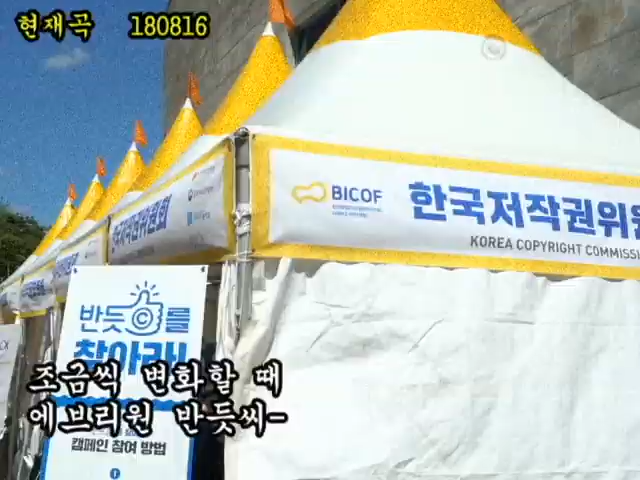 현재곡 180816
BICOF
한국저작권위원
KOREA COPYRIGHT COMMISSI
한국저작권위원회
반듯ⓒ를
찾아라!
조금씩 변화할 때
에브리원 반듯씨-
캠페인 참여 방법